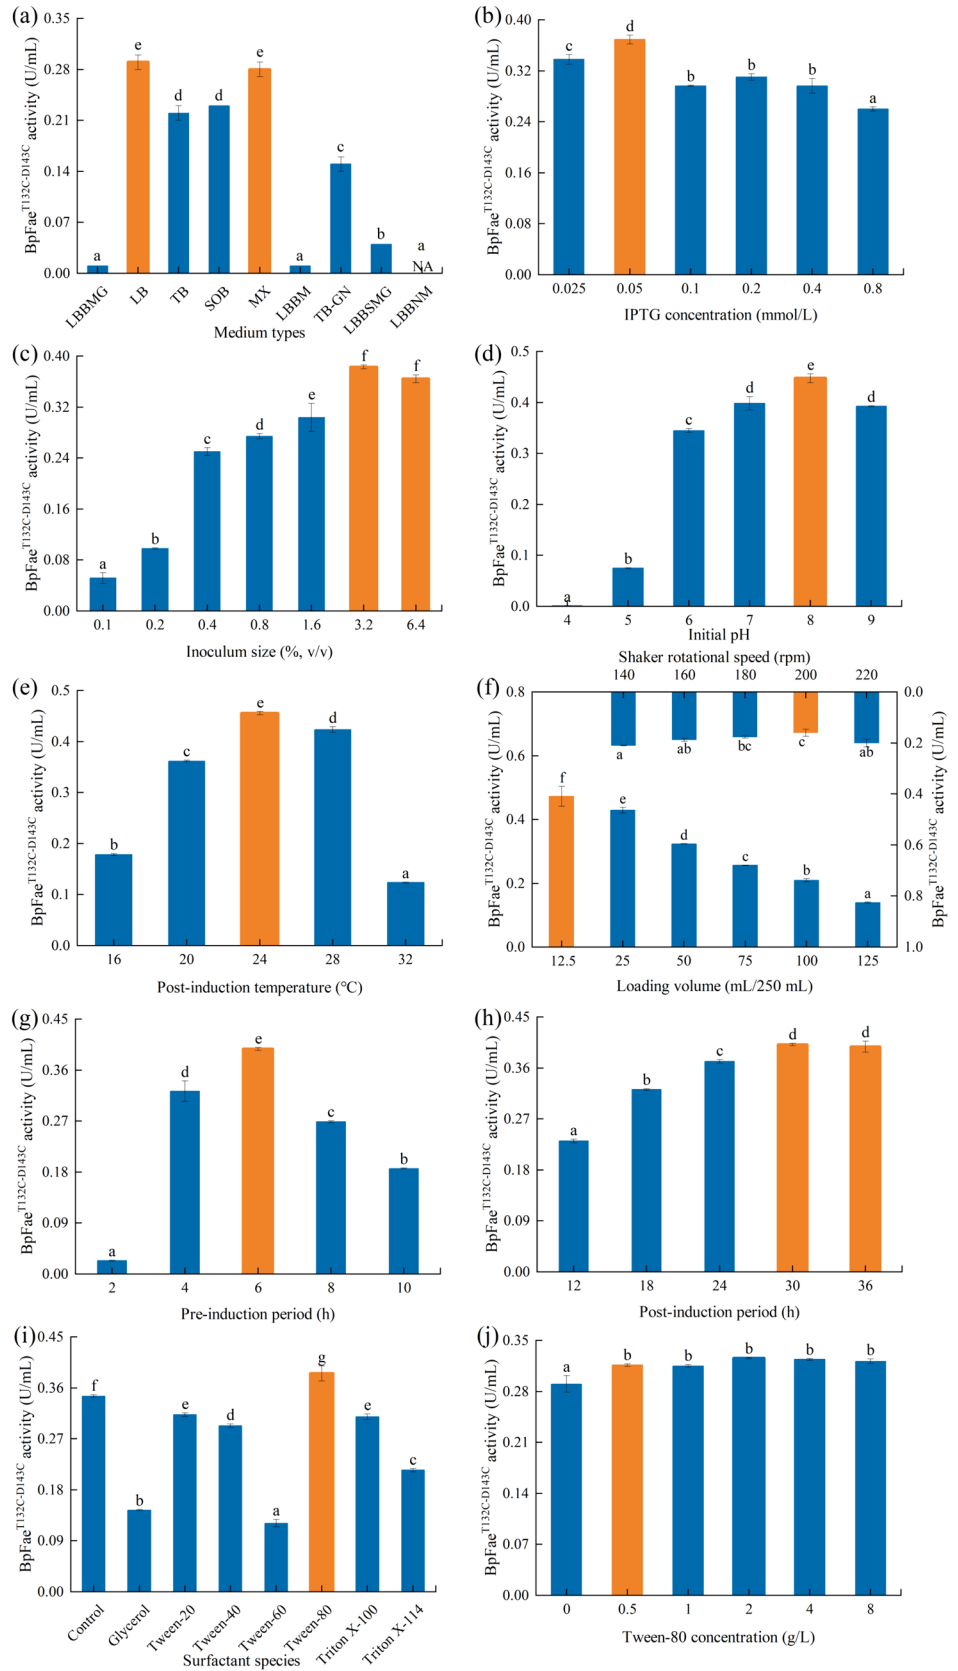 (a)
BpFae^T132C-D143C activity (U/mL)
0.35
0.28
0.21
0.14
0.07
0.00
a
e
d
d
e
a
c
b
a
NA
LBBMG
LB
TB
SOB
MX
LBBM
TB-GN
LBBSMG
LBBNM
Medium types
(b)
BpFae^T132C-D143C activity (U/mL)
0.40
0.32
0.24
0.16
0.08
0.00
c
d
b
b
b
a
0.025 0.05 0.1 0.2 0.4 0.8
IPTG concentration (mmol/L)
(c)
BpFae^T132C-D143C activity (U/mL)
0.40
0.32
0.24
0.16
0.08
0.00
a
b
c
d
e
f
f
0.1 0.2 0.4 0.8 1.6 3.2 6.4
Inoculum size (%, v/v)
(d)
BpFae^T132C-D143C activity (U/mL)
0.5
0.4
0.3
0.2
0.1
0.0
a
b
c
d
e
d
4 5 6 7 8 9
Initial pH
(e)
BpFae^T132C-D143C activity (U/mL)
0.5
0.4
0.3
0.2
0.1
0.0
b
c
e
d
a
16 20 24 28 32
Post-induction temperature (°C)
(f)
Shaker rotational speed (rpm)
140 160 180 200 220
BpFae^T132C-D143C activity (U/mL)
0.8
0.6
0.4
0.2
0.0
a
ab
bc
c
ab
f
e
d
c
b
a
0.0
0.2
0.4
0.6
0.8
1.0
BpFae^T132C-D143C activity (U/mL)
12.5 25 50 75 100 125
Loading volume (mL/250 mL)
(g)
BpFae^T132C-D143C activity (U/mL)
0.45
0.36
0.27
0.18
0.09
0.00
a
d
e
c
b
2 4 6 8 10
Pre-induction period (h)
(h)
BpFae^T132C-D143C activity (U/mL)
0.45
0.36
0.27
0.18
0.09
0.00
a
b
c
d
d
12 18 24 30 36
Post-induction period (h)
(i)
BpFae^T132C-D143C activity (U/mL)
0.45
0.36
0.27
0.18
0.09
0.00
f
b
e
d
a
g
e
c
Control
Glycerol
Tween-20
Tween-40
Tween-60
Tween-80
Triton X-100
Triton X-114
Surfactant species
(j)
BpFae^T132C-D143C activity (U/mL)
0.35
0.28
0.21
0.14
0.07
0.00
a
b
b
b
b
b
0 0.5 1 2 4 8
Tween-80 concentration (g/L)